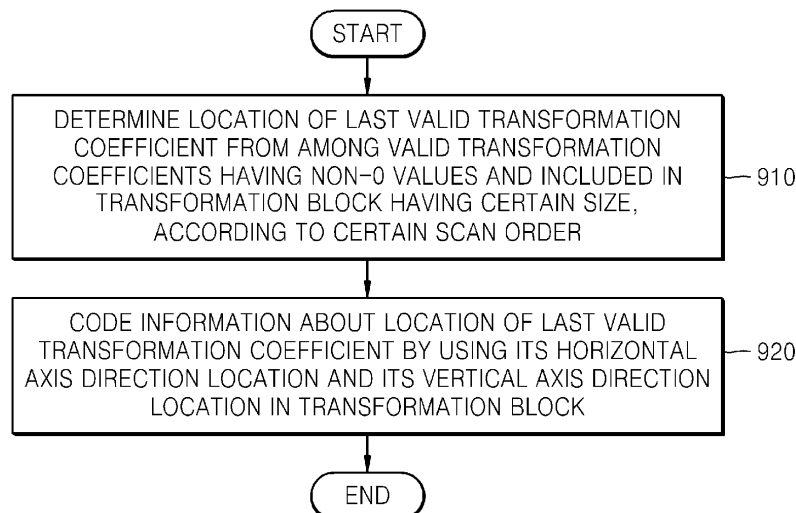 START
DETERMINE LOCATION OF LAST VALID TRANSFORMATION
COEFFICIENT FROM AMONG VALID TRANSFORMATION
COEFFICIENTS HAVING NON-0 VALUES AND INCLUDED IN
TRANSFORMATION BLOCK HAVING CERTAIN SIZE,
ACCORDING TO CERTAIN SCAN ORDER
910
CODE INFORMATION ABOUT LOCATION OF LAST VALID
TRANSFORMATION COEFFICIENT BY USING ITS HORIZONTAL
AXIS DIRECTION LOCATION AND ITS VERTICAL AXIS DIRECTION
LOCATION IN TRANSFORMATION BLOCK
920
END